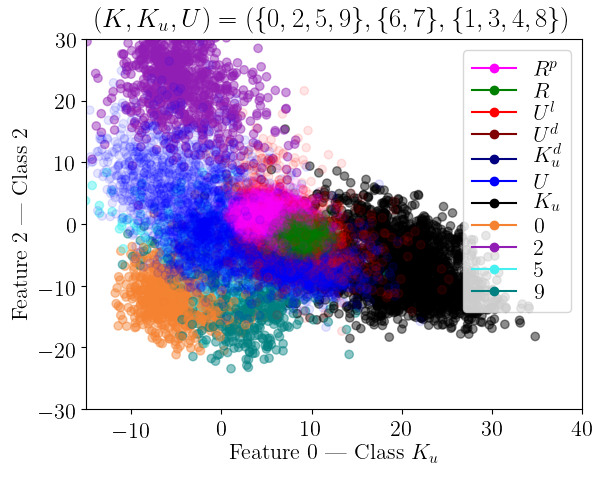 (K, K_u, U) = ({0, 2, 5, 9}, {6, 7}, {1, 3, 4, 8})
30
20
10
0
−10
−20
−30
Feature 2 — Class 2
R^p
R
U^l
U^d
K_u^d
U
K_u
0
2
5
9
−10
0
10
20
30
40
Feature 0 — Class K_u